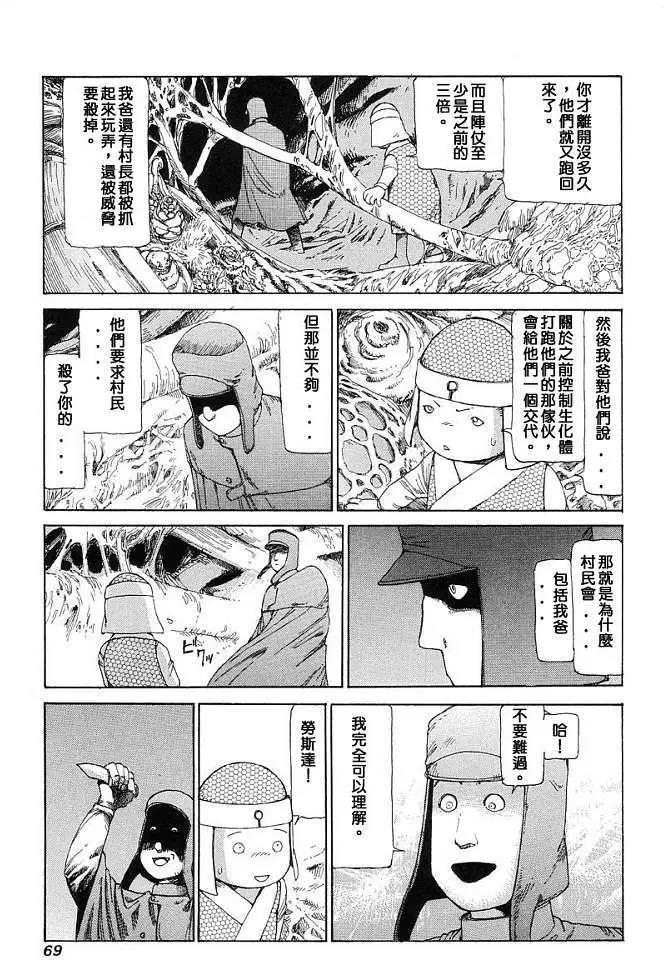 你才離開沒多久
，他們就又跑回
來了。
而且陣仗至
少是之前的
三倍。
我爸還有村長都被抓
起來玩弄，還被威脅
要殺掉。
然後我爸對他們說...
關於之前控制生化體
打跑他們的那傢伙，
會給他們一個交代。
但那並不夠...
他們要求村民
....
殺了你的...
那就是為什麼
村民會....
包括我爸
....
ビクッ
哈！
不要難過。
我完全可以理解。
勞斯達！
69